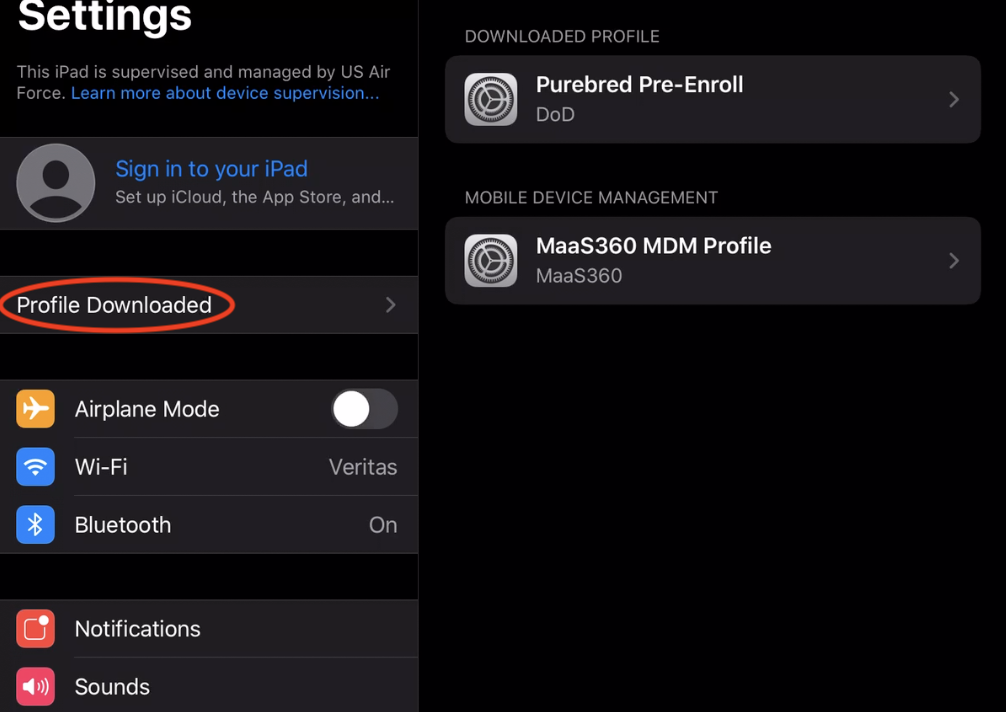 Settings
This iPad is supervised and managed by US Air
Force. Learn more about device supervision...
Sign in to your iPad
Set up iCloud, the App Store, and...
Profile Downloaded
Airplane Mode
Wi-Fi
Veritas
Bluetooth
On
Notifications
Sounds
DOWNLOADED PROFILE
Purebred Pre-Enroll
DoD
MOBILE DEVICE MANAGEMENT
MaaS360 MDM Profile
MaaS360